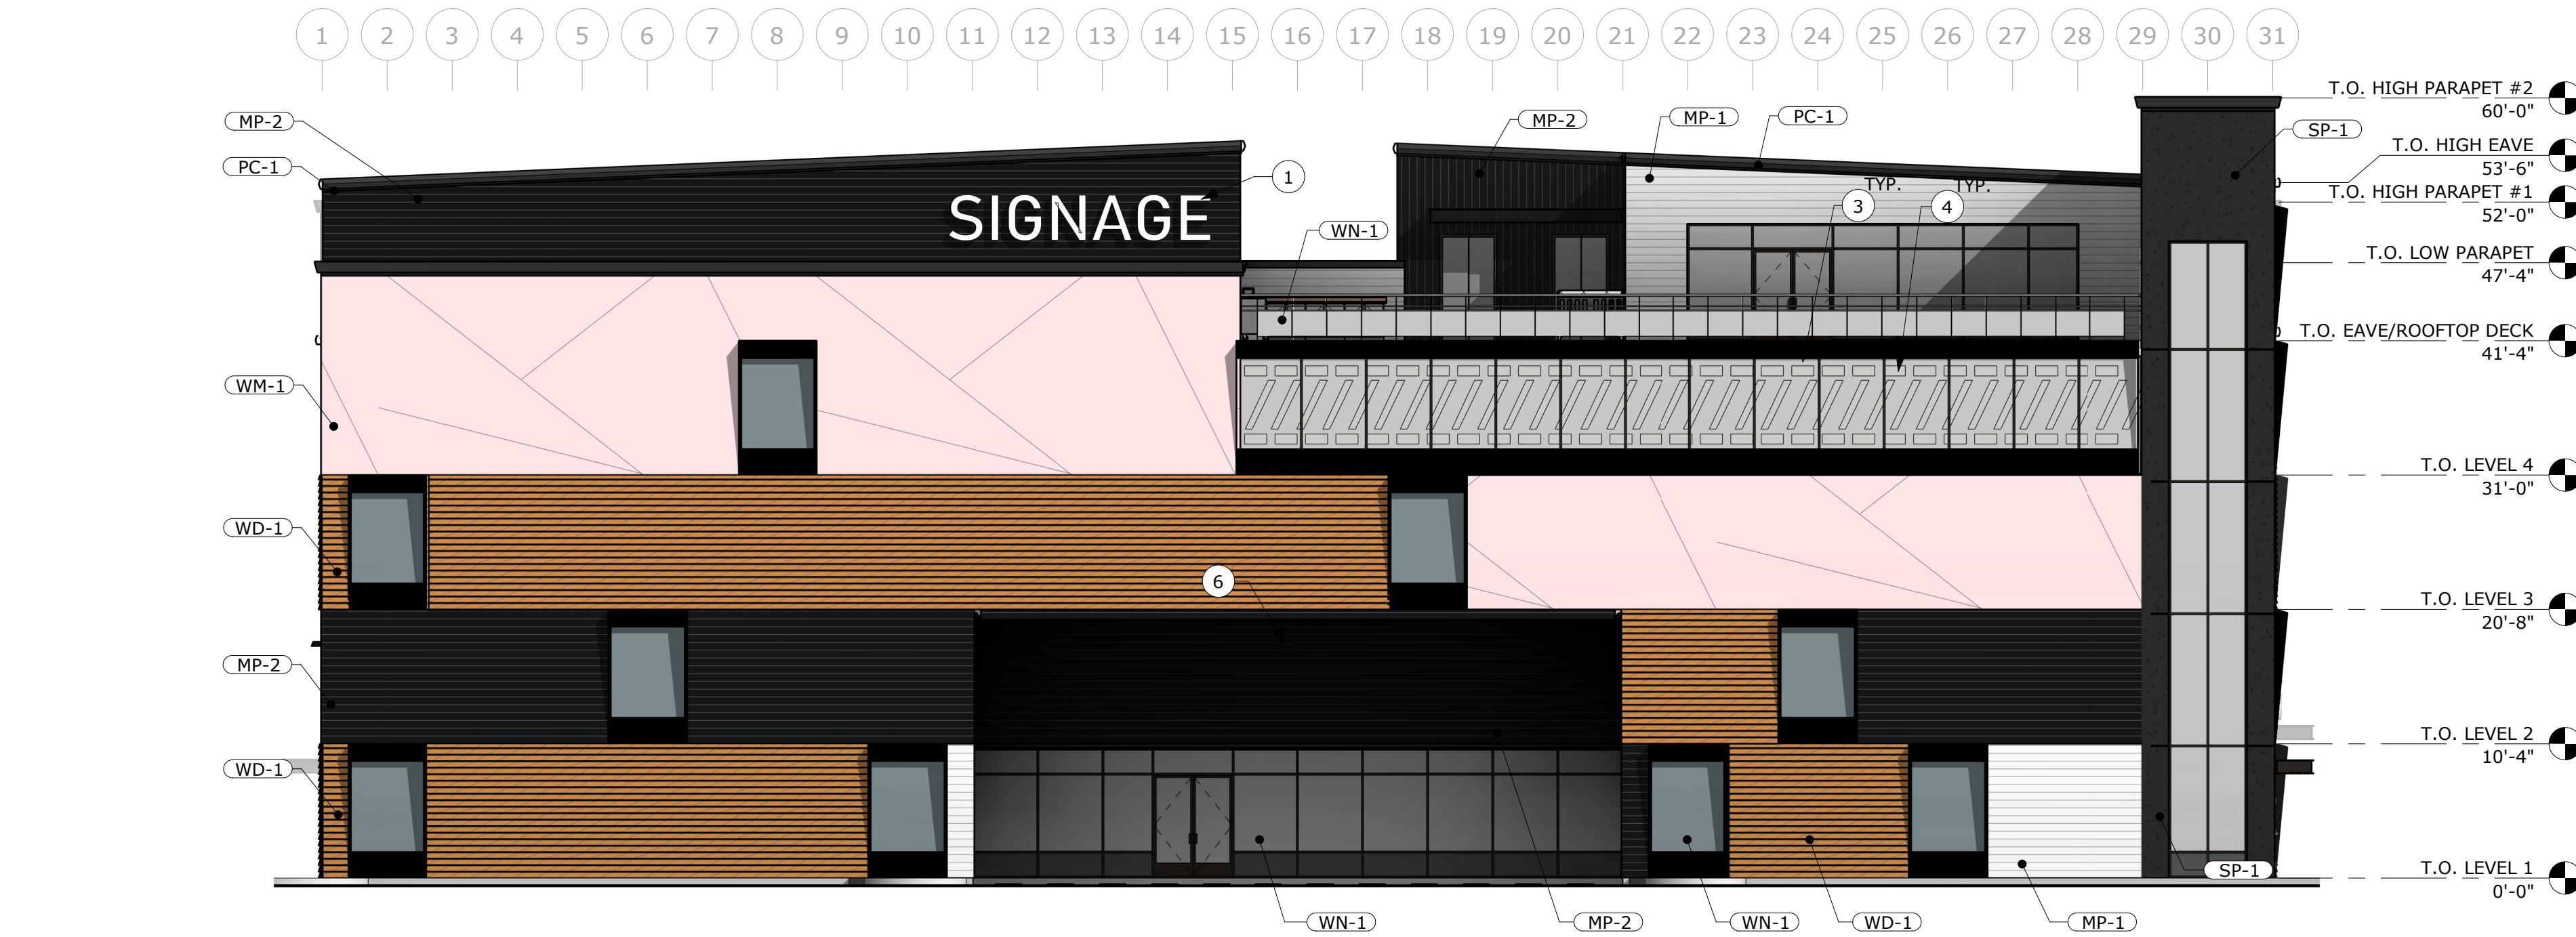 1 2 3 4 5 6 7 8 9 10 11 12 13 14 15 16 17 18 19 20 21 22 23 24 25 26 27 28 29 30 31
T.O. HIGH PARAPET #2
60'-0"
MP-2
MP-2
MP-1
PC-1
SP-1
T.O. HIGH EAVE
53'-6"
PC-1
1
TYP.
TYP.
3
4
T.O. HIGH PARAPET #1
52'-0"
SIGNAGE
WN-1
T.O. LOW PARAPET
47'-4"
T.O. EAVE/ROOFTOP DECK
41'-4"
WM-1
T.O. LEVEL 4
31'-0"
WD-1
6
T.O. LEVEL 3
20'-8"
MP-2
T.O. LEVEL 2
10'-4"
WD-1
SP-1
T.O. LEVEL 1
0'-0"
WN-1
MP-2
WN-1
WD-1
MP-1